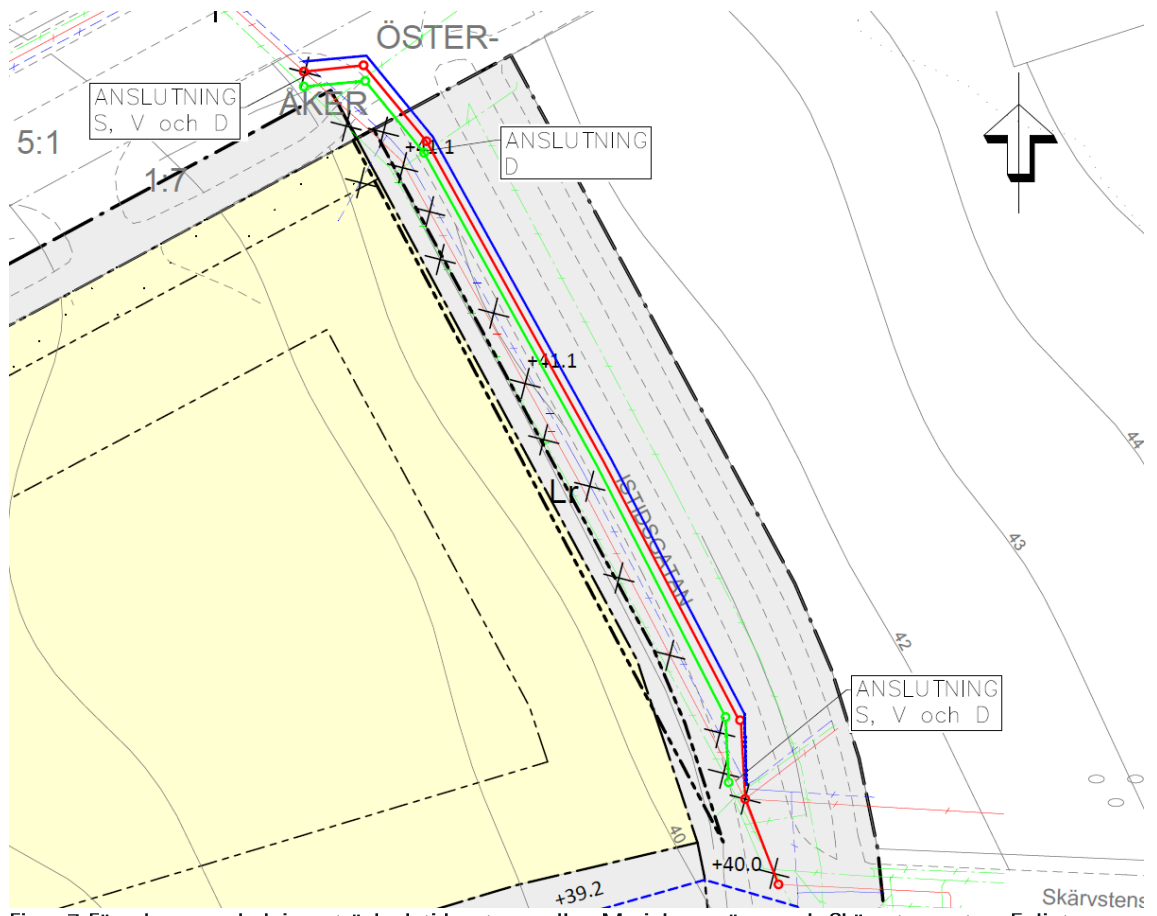 ÖSTER-
ÅKER
ANSLUTNING
S, V och D
5:1
1:7
+41.1
ANSLUTNING
D
+41.1
Lr
ISTIDSGATAN
44
43
42
ANSLUTNING
S, V och D
40
+40.0
+39.2
Skärvstens